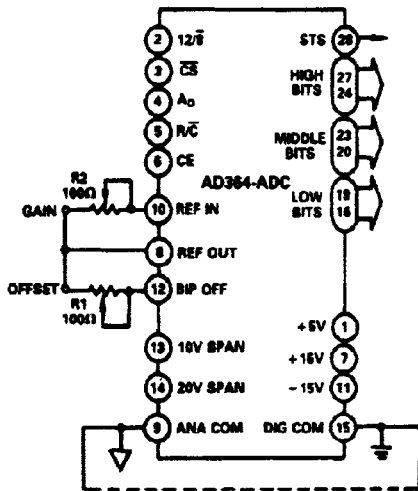 2 12/8̅
3 C̅S̅
4 A₀
5 R/C̅
6 CE
R2
100Ω
GAIN
10 REF IN
8 REF OUT
OFFSET
12 BIP OFF
R1
100Ω
13 10V SPAN
14 20V SPAN
9 ANA COM
STS 28
HIGH
BITS
27
24
MIDDLE
BITS
23
20
AD364-ADC
LOW
BITS
19
16
+5V 1
+15V 7
-15V 11
DIG COM 15